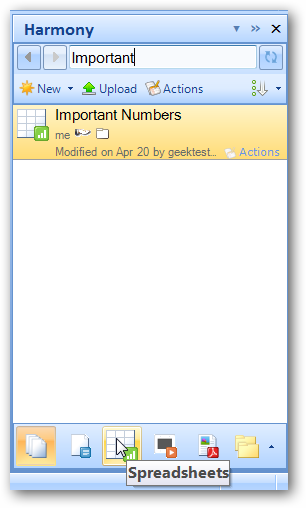 Harmony
Important
New Upload Actions
Important Numbers
me
Modified on Apr 20 by geektest... Actions
Spreadsheets